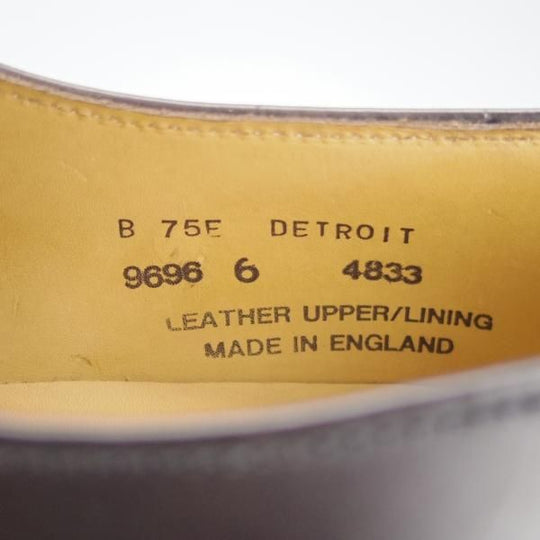 B 75E DETROIT
9696 6 4833
LEATHER UPPER/LINING
MADE IN ENGLAND